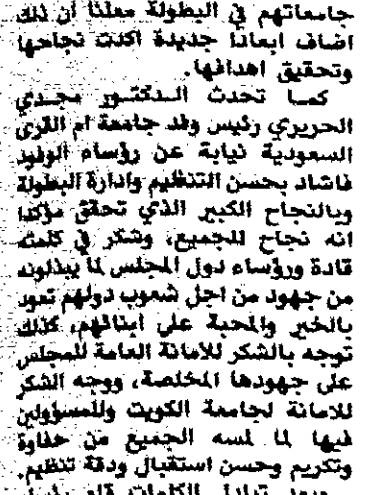 جامعاتهم في البطولة معلنا ان ذلك
اضاف ابعادا جديدة اكدت نجاحها
وتحقيق اهدافها.
كما تحدث الدكتور مجدي
الحريري رئيس وفد جامعة ام القرى
السعودية نيابة عن رؤساء الوفود
فاشاد بحسن التنظيم وادارة البطولة
وبالنجاح الكبير الذي تحقق مؤكدا
انه نجاح للجميع، وشكر في كلمته
قادة ورؤساء دول المجلس لما يبذلونه
من جهود من اجل شعوب دولهم تعود
بالخير والمحبة على ابنائهم، كذلك
توجه بالشكر للأمانة العامة للمجلس
على جهودها المخلصة، ووجه الشكر
للامانة لجامعة الكويت وللمسؤولين
فيها لما لمسه الجميع من حفاوة
وتكريم وحسن استقبال ودقة تنظيم.
تبادل الكلمات قام